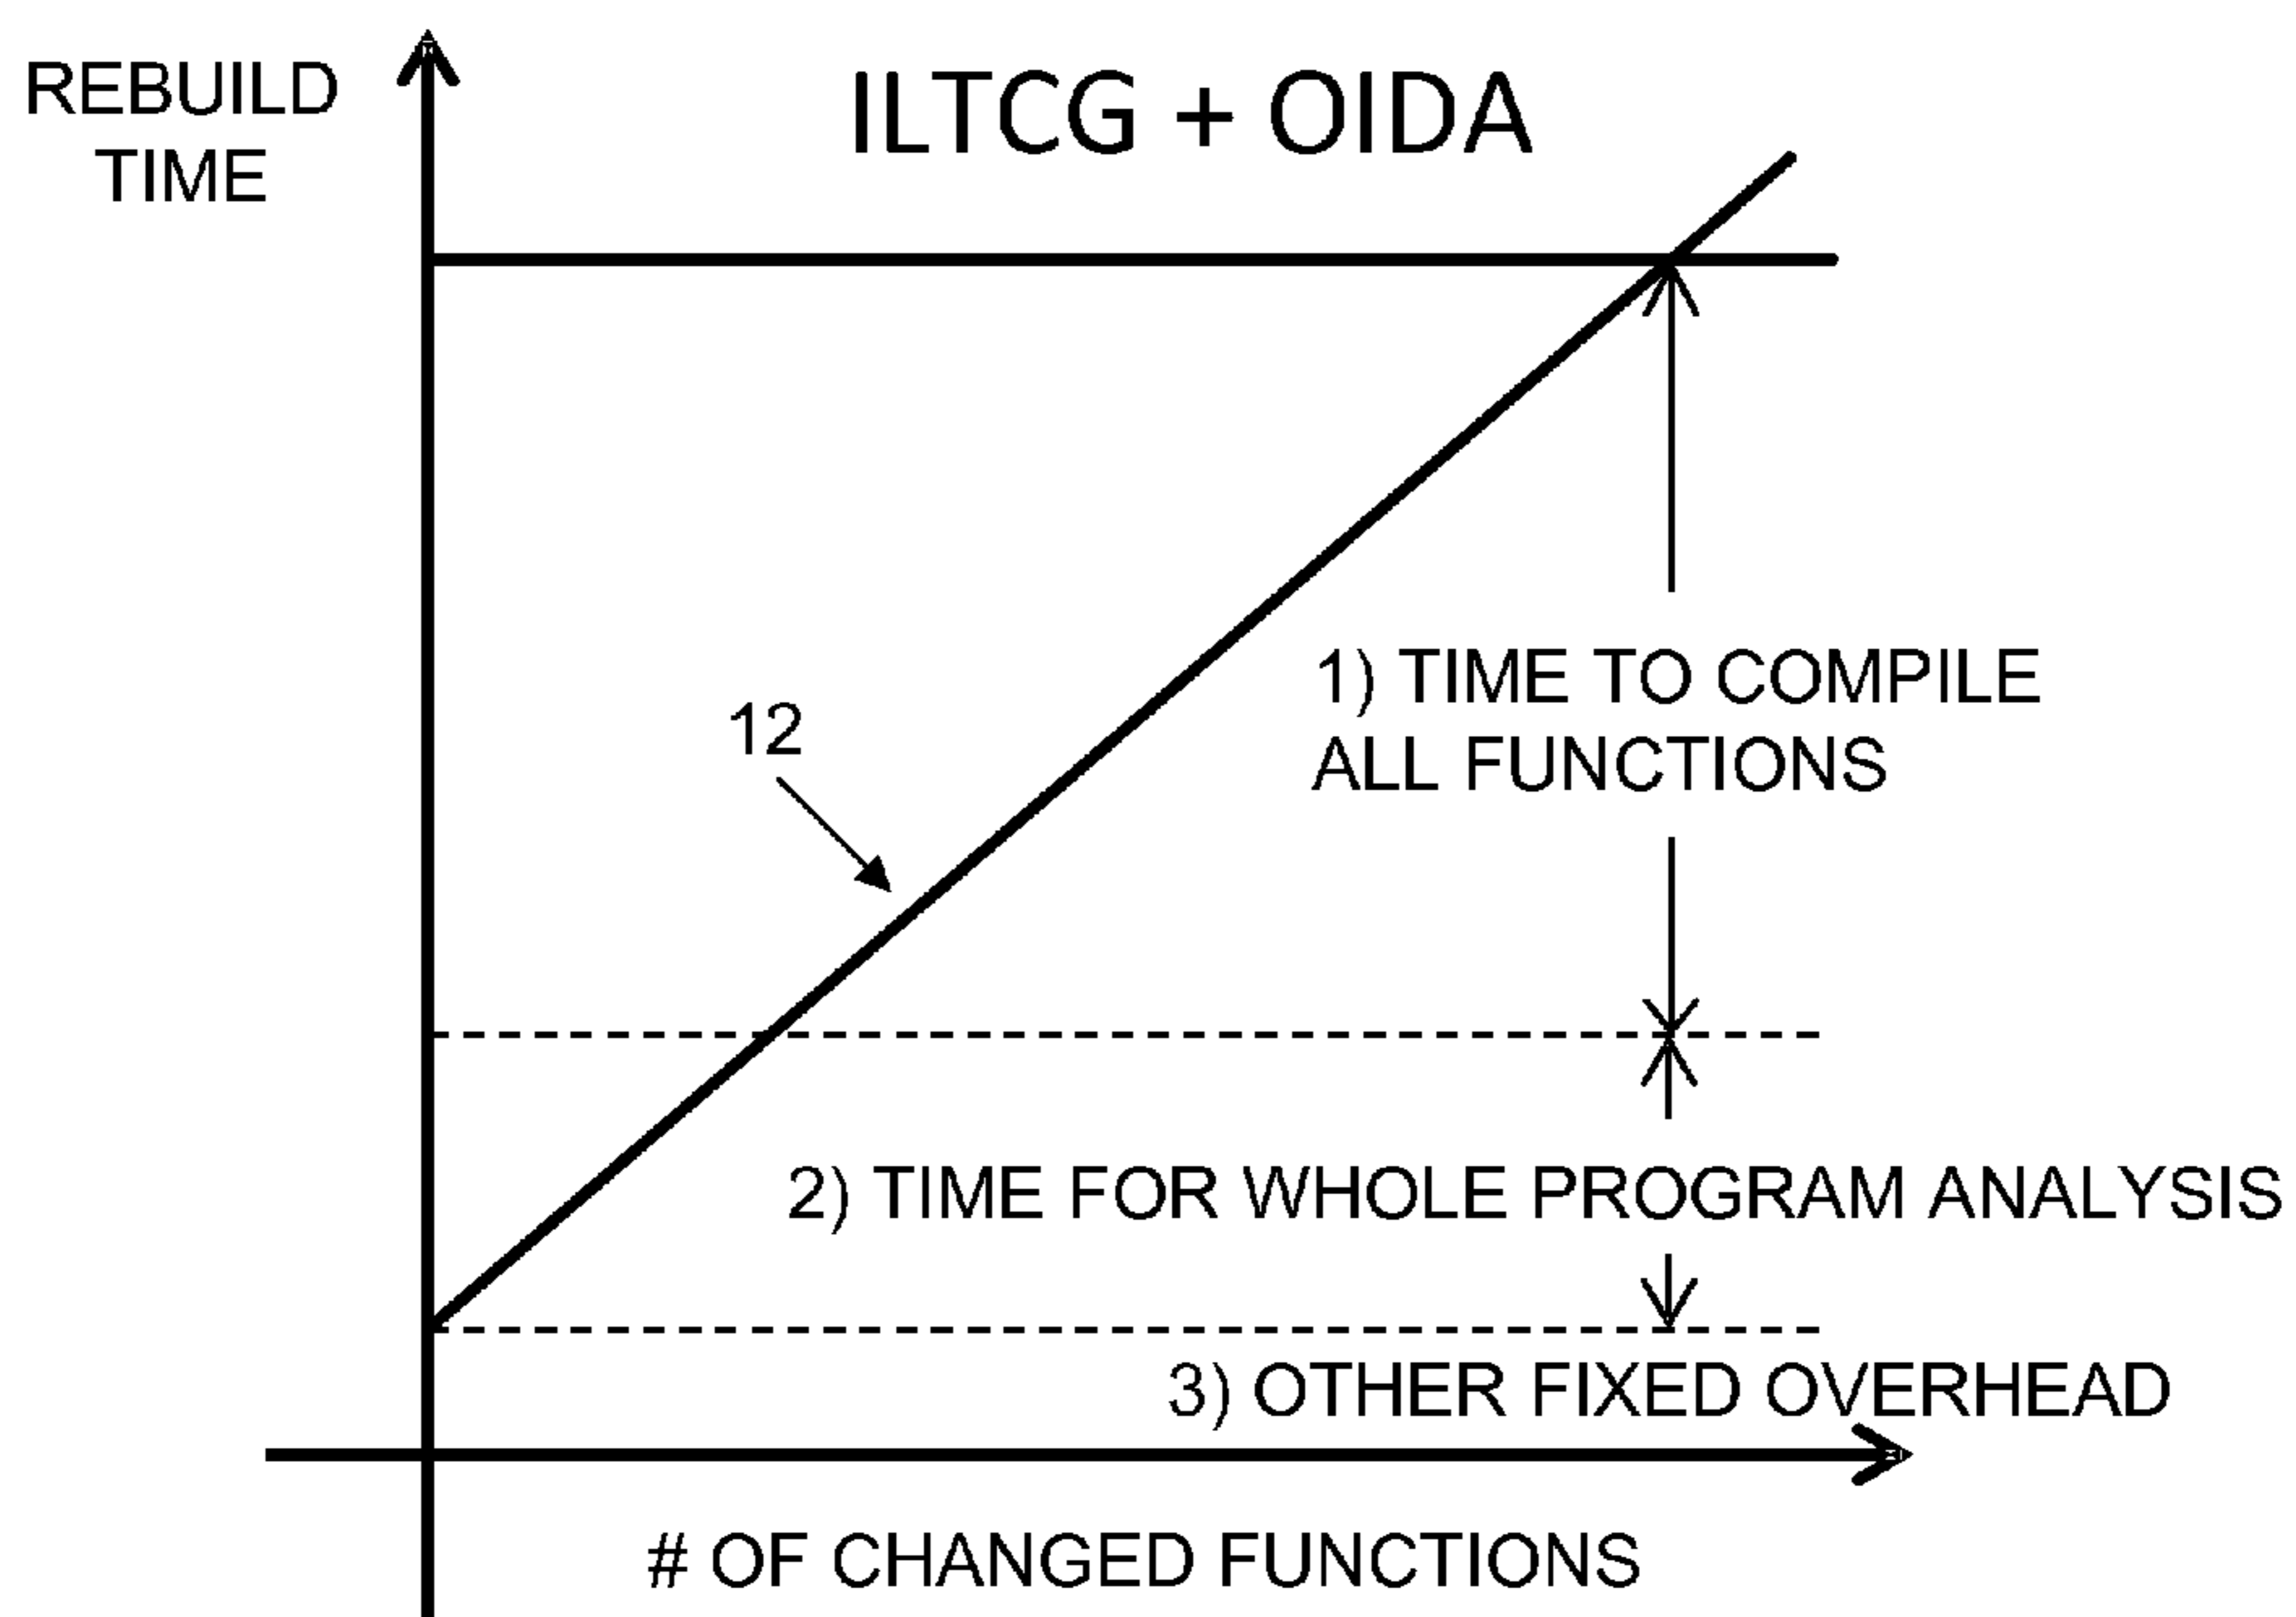 REBUILD
TIME
ILTCG + OIDA
12
1) TIME TO COMPILE
ALL FUNCTIONS
2) TIME FOR WHOLE PROGRAM ANALYSIS
3) OTHER FIXED OVERHEAD
# OF CHANGED FUNCTIONS